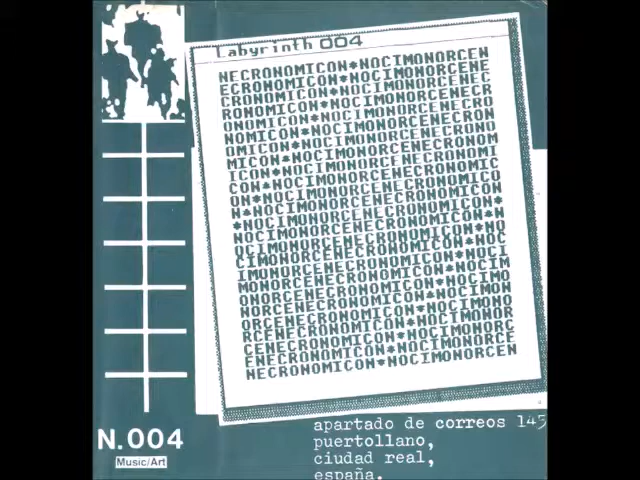 Labyrinth 004
NECRONOMICON*NOCIMONORCEN
ECRONOMICON*NOCIMONORCENE
CRONOMICON*NOCIMONORCENEC
RONOMICON*NOCIMONORCENECR
ONOMICON*NOCIMONORCENECRO
NOMICON*NOCIMONORCENECRON
OMICON*NOCIMONORCENECRONO
MICON*NOCIMONORCENECRONOM
ICON*NOCIMONORCENECRONOMI
CON*NOCIMONORCENECRONOMIC
ON*NOCIMONORCENECRONOMICO
N*NOCIMONORCENECRONOMICON
*NOCIMONORCENECRONOMICON*
NOCIMONORCENECRONOMICON*N
OCIMONORCENECRONOMICON*NO
CIMONORCENECRONOMICON*NOC
IMONORCENECRONOMICON*NOCI
MONORCENECRONOMICON*NOCIM
ONORCENECRONOMICON*NOCIMO
NORCENECRONOMICON*NOCIMON
ORCENECRONOMICON*NOCIMONO
RCENECRONOMICON*NOCIMONOR
CENECRONOMICON*NOCIMONORC
ENECRONOMICON*NOCIMONORCE
NECRONOMICON*NOCIMONORCEN
N.004
Music/Art
apartado de correos 145
puertollano,
ciudad real,
españa.